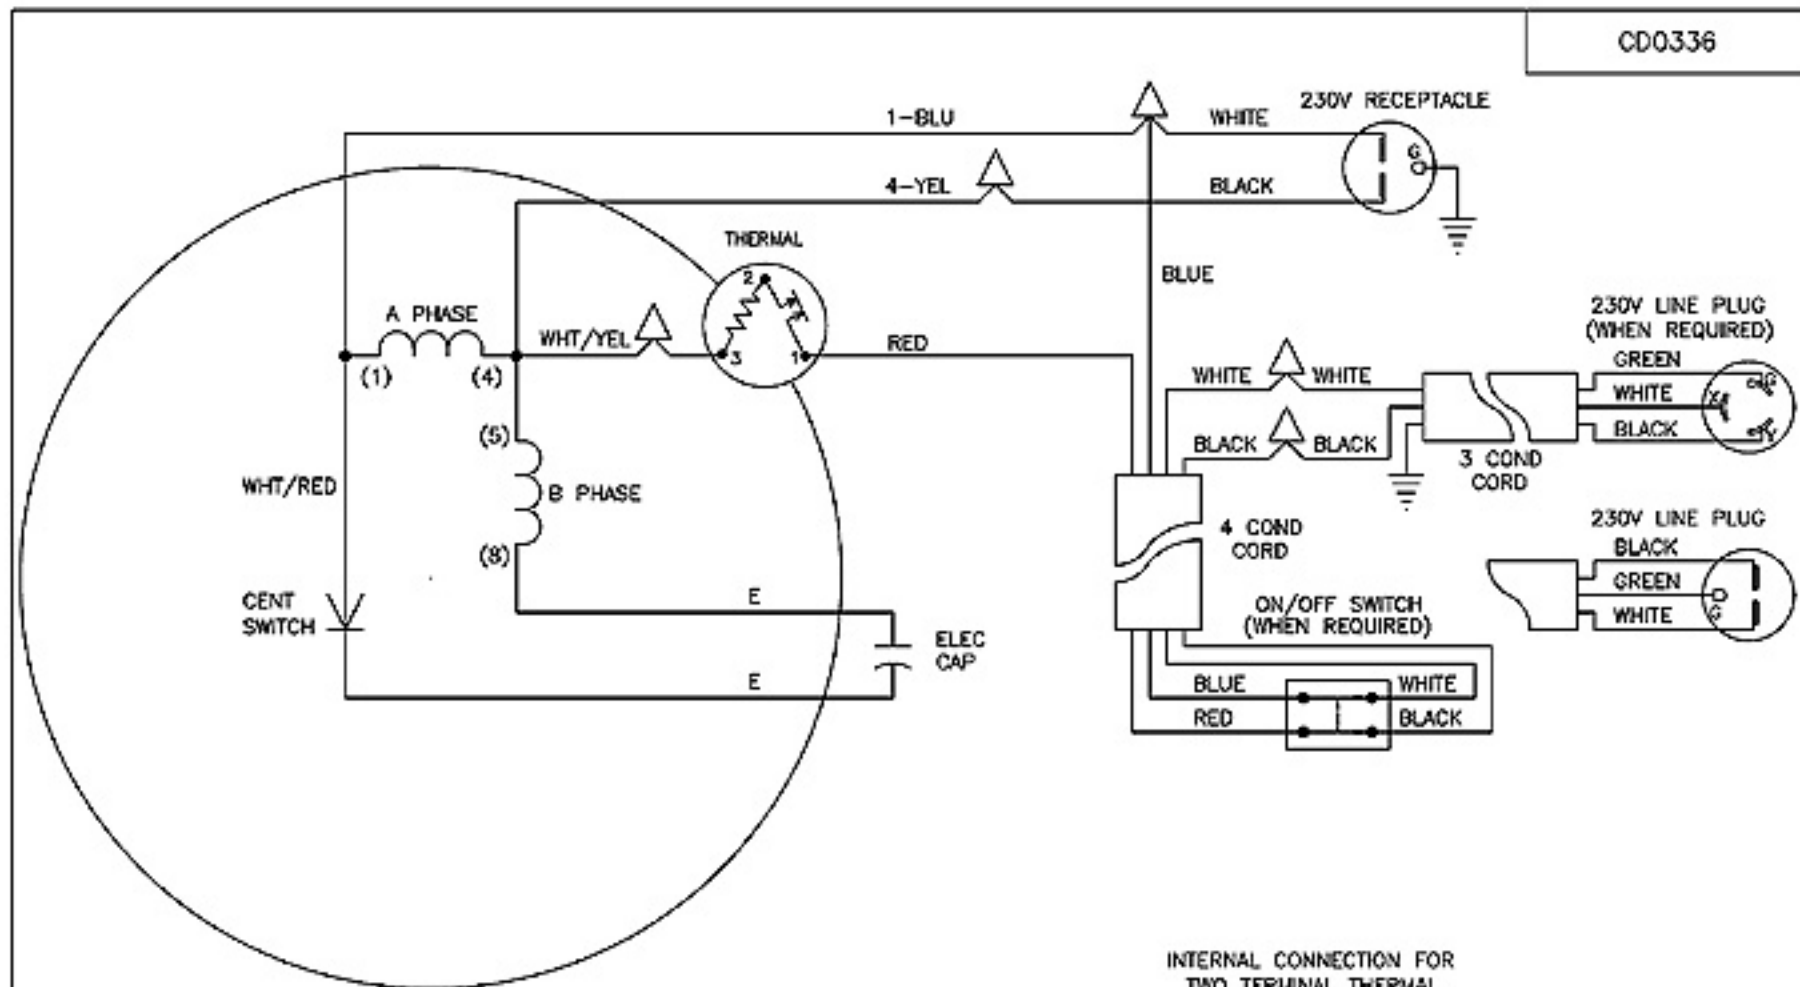 CD0336
230V RECEPTACLE
1-BLU
WHITE
G
4-YEL
BLACK
THERMAL
2
3
1
BLUE
A PHASE
(1)
(4)
WHT/YEL
RED
230V LINE PLUG
(WHEN REQUIRED)
GREEN
WHITE
BLACK
G
X
Y
WHITE
WHITE
BLACK
BLACK
3 COND
CORD
(5)
B PHASE
(8)
WHT/RED
4 COND
CORD
230V LINE PLUG
BLACK
GREEN
WHITE
G
CENT
SWITCH
E
ELEC
CAP
E
ON/OFF SWITCH
(WHEN REQUIRED)
BLUE
WHITE
RED
BLACK
INTERNAL CONNECTION FOR
TWO TERMINAL THERMAL